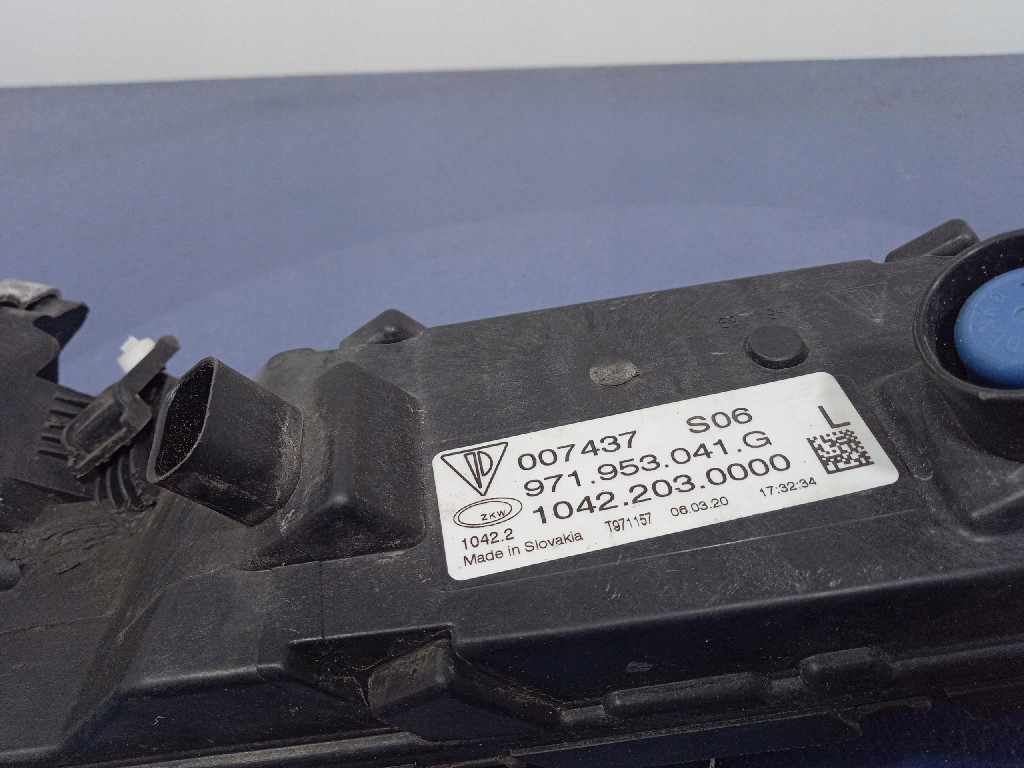 007437 S06 L
971.953.041.G
1042.203.0000
ZKW
1042.2 T971157 06.03.20 17:32:34
Made in Slovakia